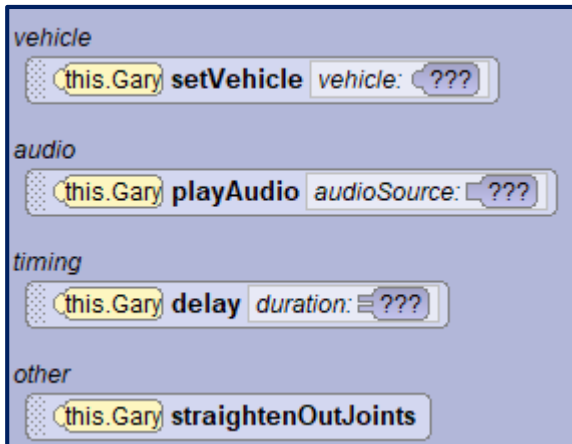 vehicle
this.Gary setVehicle vehicle: ???
audio
this.Gary playAudio audioSource: ???
timing
this.Gary delay duration: ???
other
this.Gary straightenOutJoints